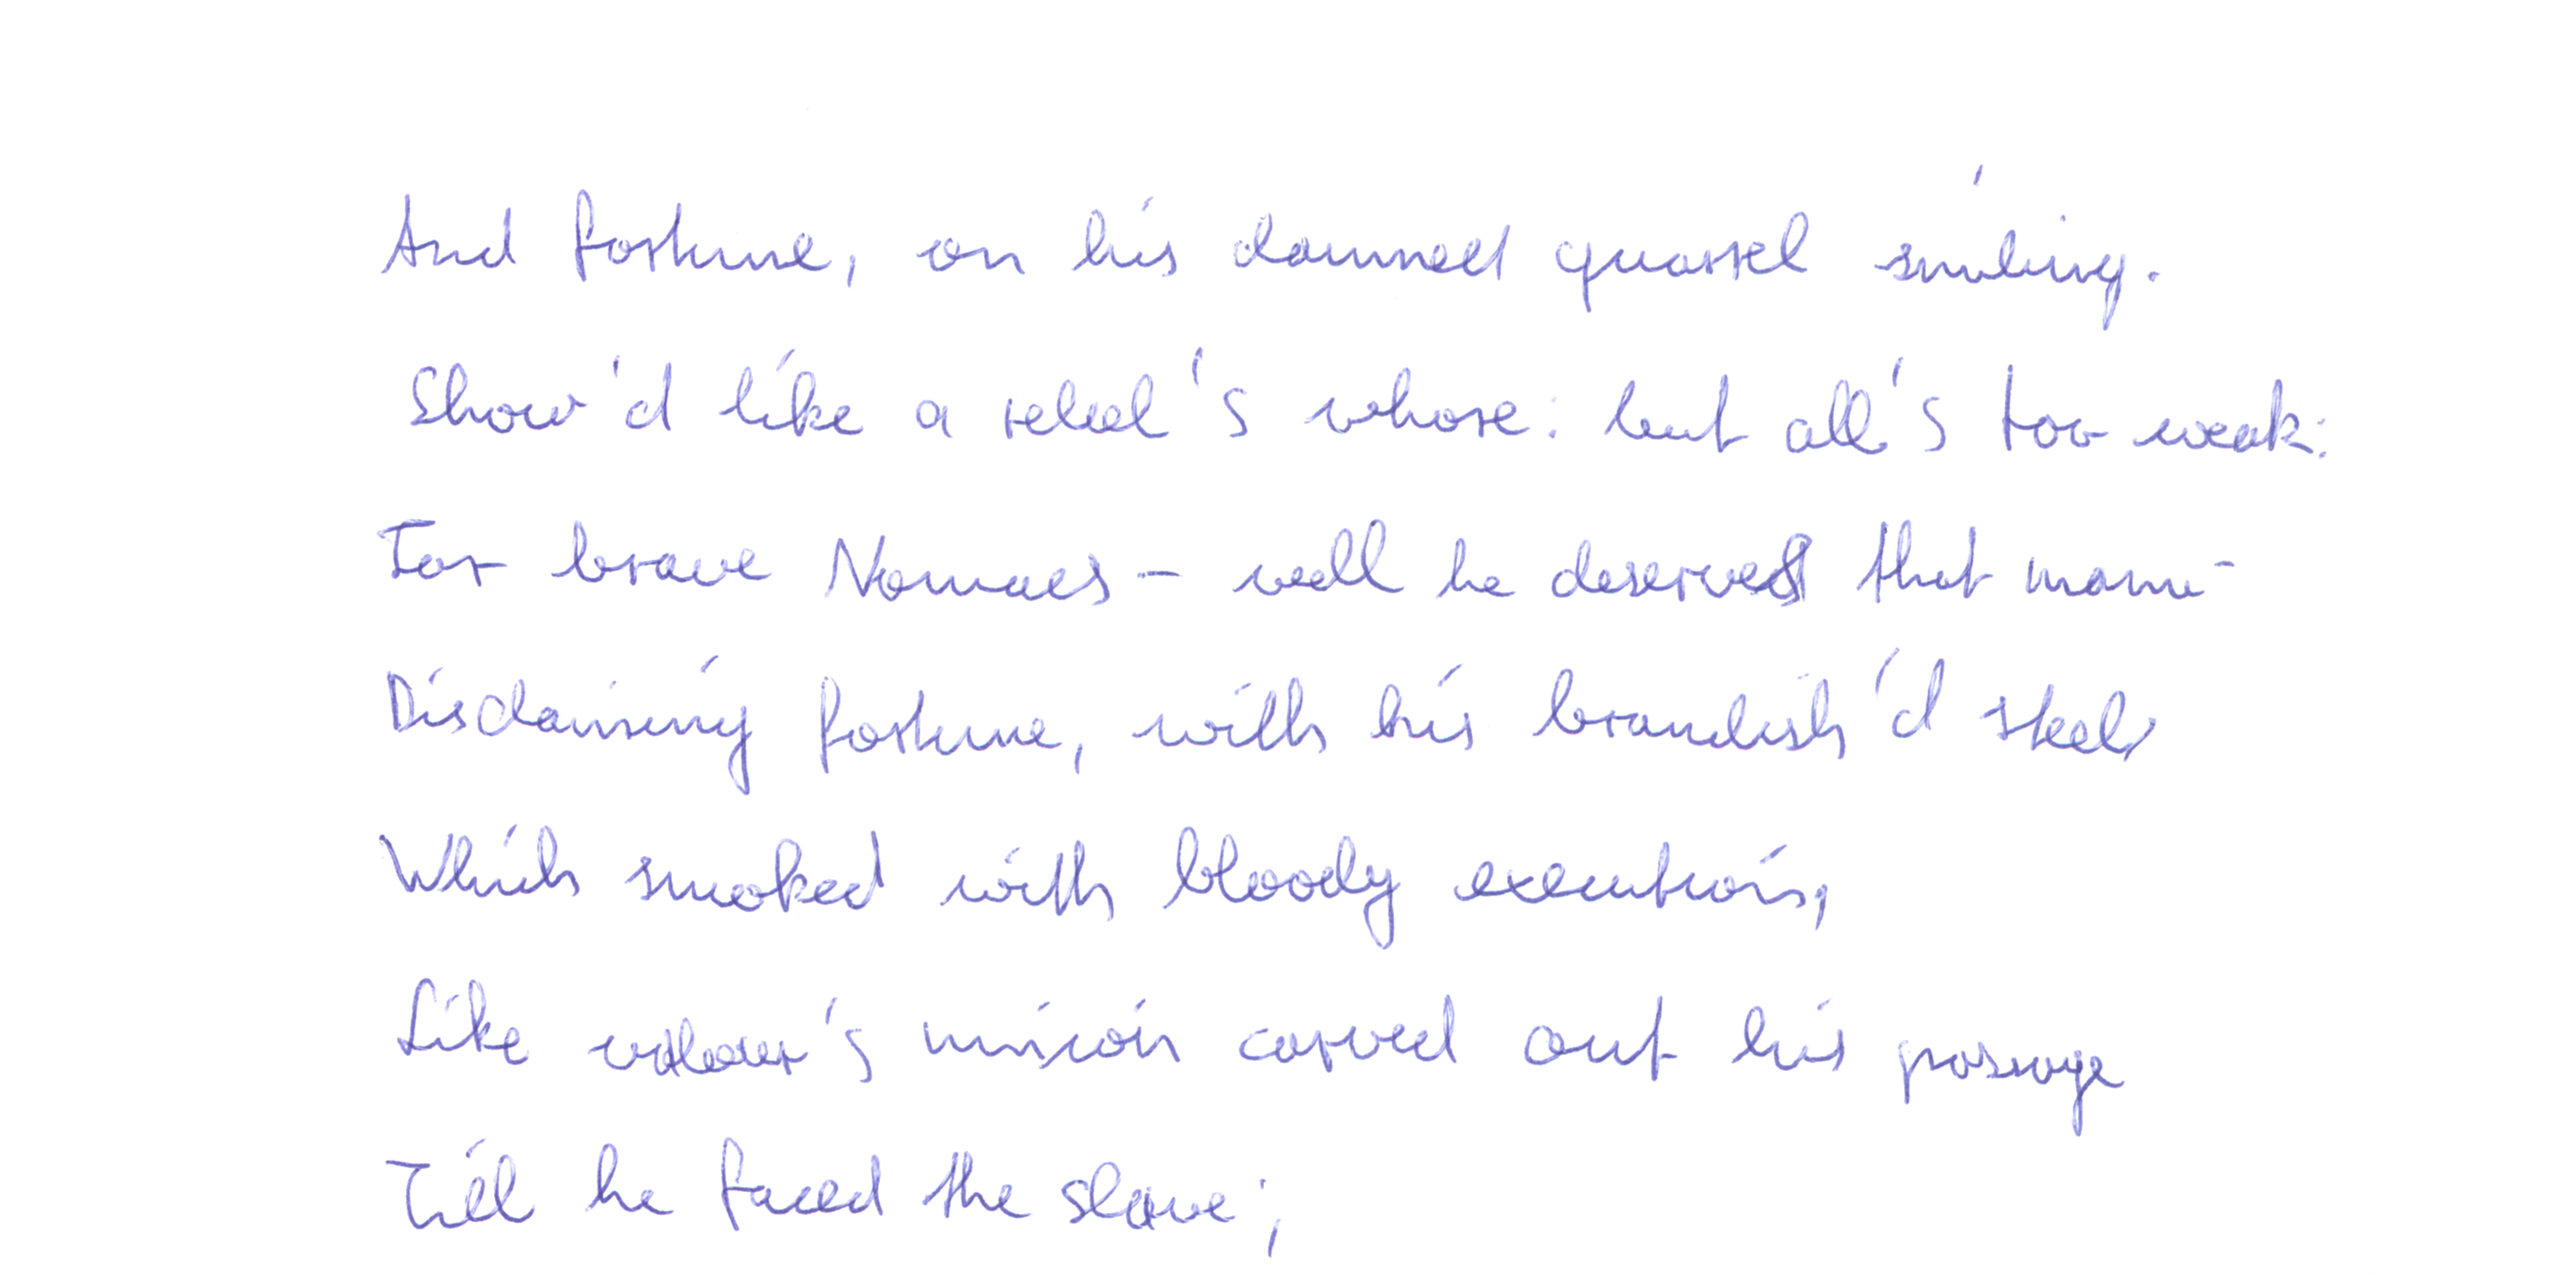 And fortune, on his damned quarrel smiling.
Show'd like a rebel's whore: but all's too weak:
For brave Nomaes - well he deserves that name-
Disdaining fortune, with his brandish'd steel
Which smoked with bloody execution,
Like valour's minion carved out his passage
Till he faced the slave;